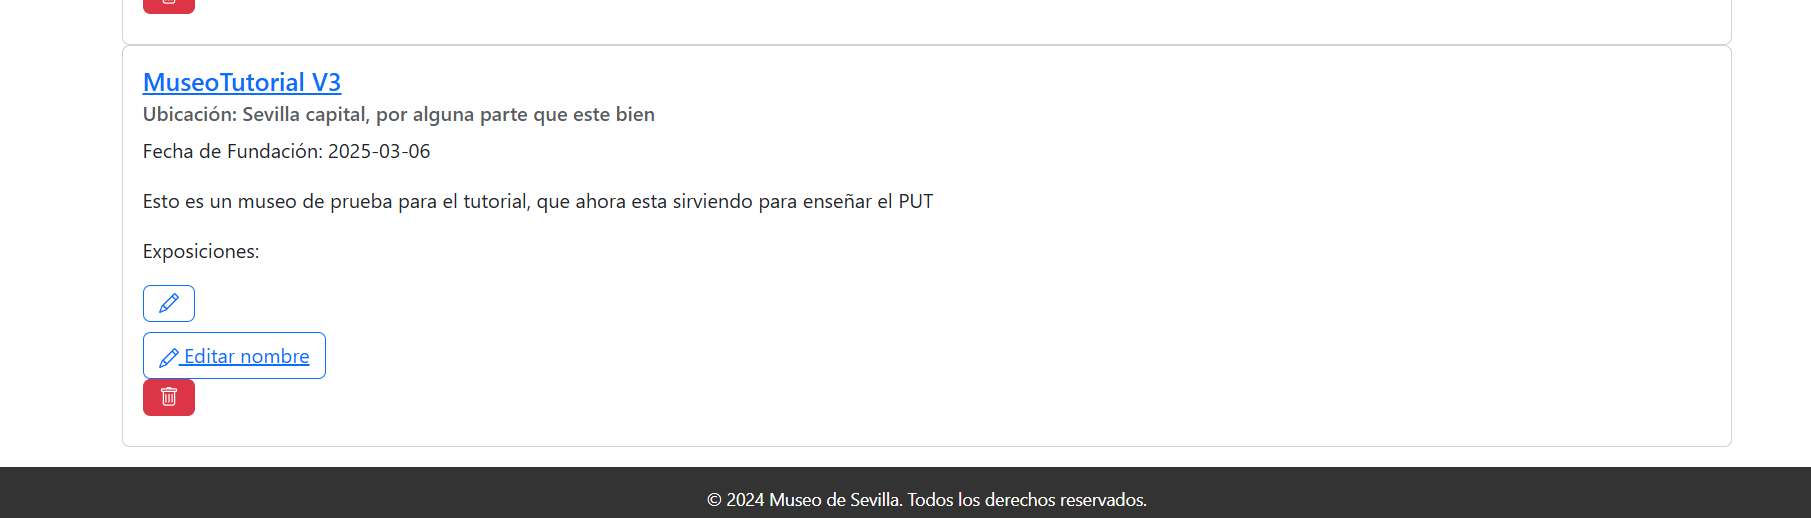 MuseoTutorial V3
Ubicación: Sevilla capital, por alguna parte que este bien
Fecha de Fundación: 2025-03-06
Esto es un museo de prueba para el tutorial, que ahora esta sirviendo para enseñar el PUT
Exposiciones:
Editar nombre
© 2024 Museo de Sevilla. Todos los derechos reservados.